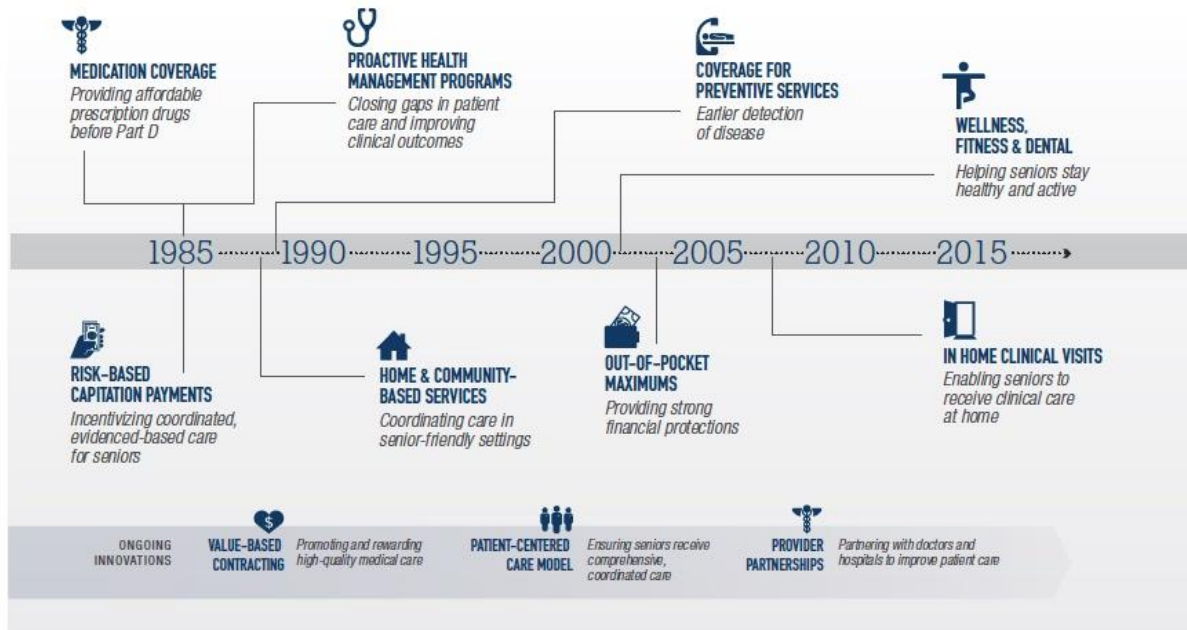 MEDICATION COVERAGE
Providing affordable
prescription drugs
before Part D
PROACTIVE HEALTH
MANAGEMENT PROGRAMS
Closing gaps in patient
care and improving
clinical outcomes
COVERAGE FOR
PREVENTIVE SERVICES
Earlier detection
of disease
WELLNESS,
FITNESS & DENTAL
Helping seniors stay
healthy and active
1985 1990 1995 2000 2005 2010 2015
RISK-BASED
CAPITATION PAYMENTS
Incentivizing coordinated,
evidenced-based care
for seniors
HOME & COMMUNITY-
BASED SERVICES
Coordinating care in
senior-friendly settings
OUT-OF-POCKET
MAXIMUMS
Providing strong
financial protections
IN HOME CLINICAL VISITS
Enabling seniors to
receive clinical care
at home
ONGOING
INNOVATIONS
$
VALUE-BASED
CONTRACTING
Promoting and rewarding
high-quality medical care
PATIENT-CENTERED
CARE MODEL
Ensuring seniors receive
comprehensive,
coordinated care
PROVIDER
PARTNERSHIPS
Partnering with doctors and
hospitals to improve patient care